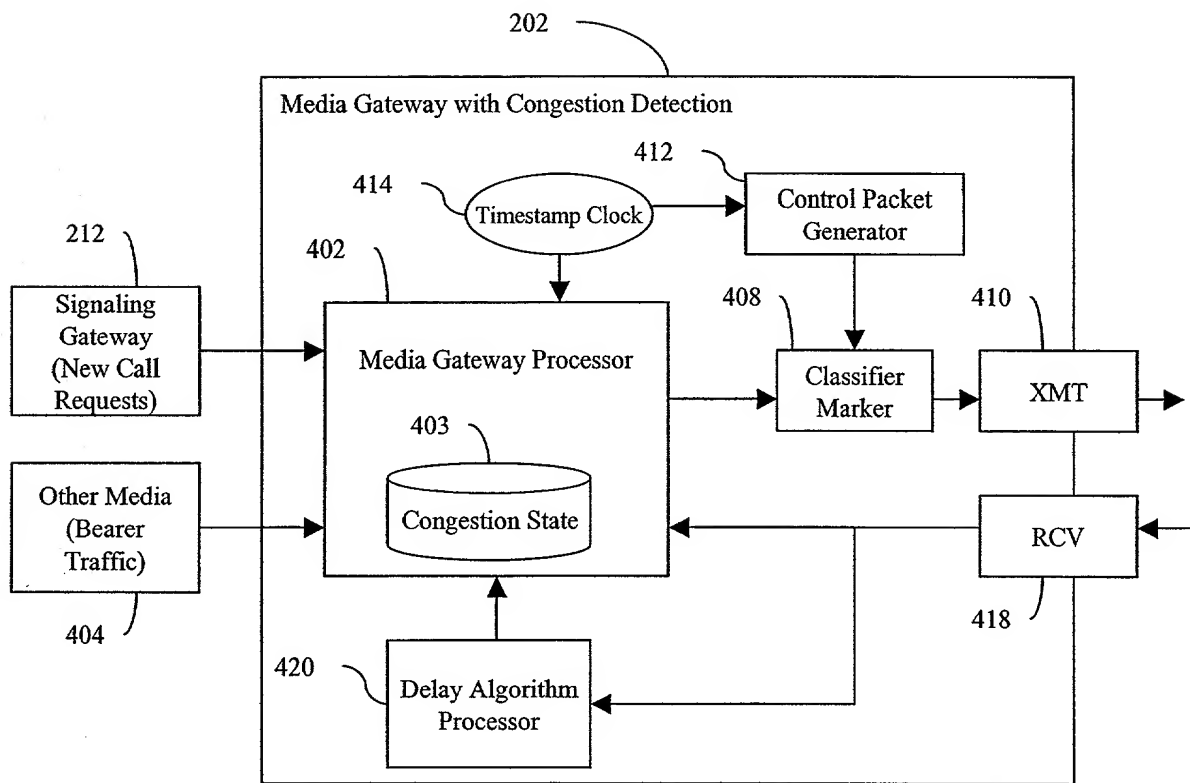 202
Media Gateway with Congestion Detection
412
414
Timestamp Clock
Control Packet
Generator
212
402
Signaling
Gateway
(New Call
Requests)
408
410
Media Gateway Processor
Classifier
Marker
XMT
403
Other Media
(Bearer
Traffic)
Congestion State
RCV
404
418
420
Delay Algorithm
Processor